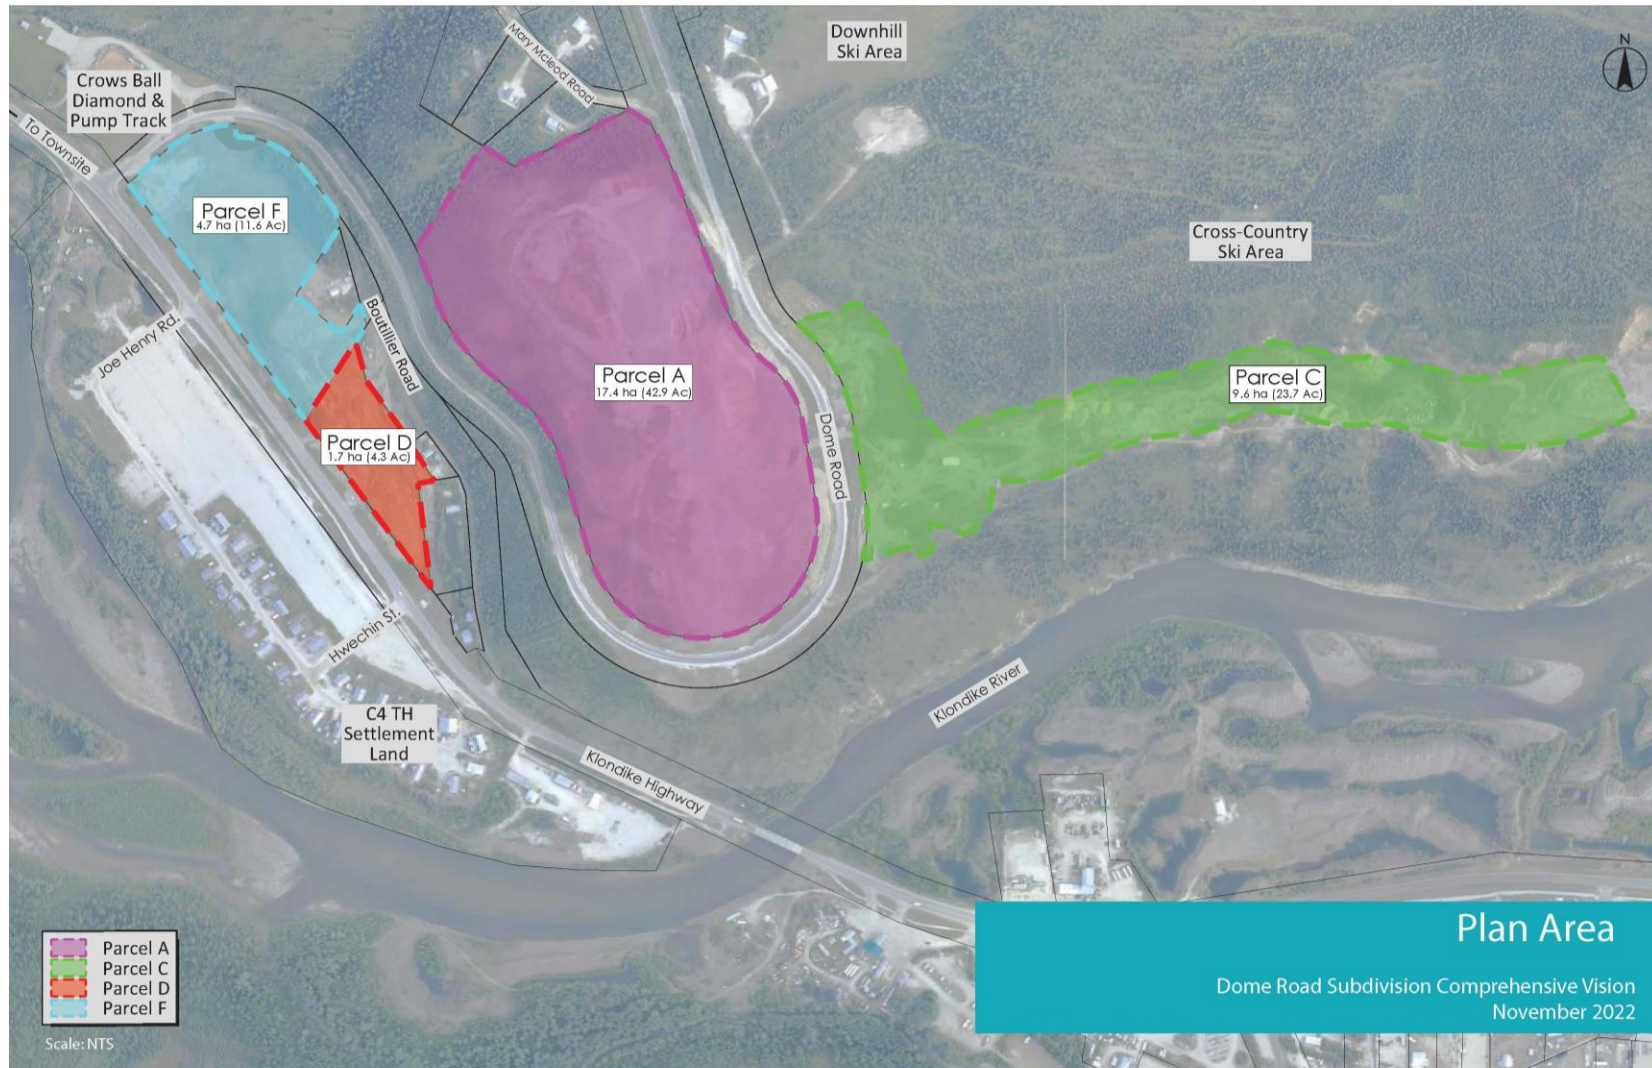 Downhill
Ski Area
N
Mary Mcleod Road
Crows Ball
Diamond &
Pump Track
To Townsite
Parcel F
4.7 ha (11.6 Ac)
Cross-Country
Ski Area
Boutillier Road
Joe Henry Rd.
Parcel A
17.4 ha (42.9 Ac)
Parcel C
9.6 ha (23.7 Ac)
Parcel D
1.7 ha (4.3 Ac)
Dome Road
Hwechin St.
Klondike River
C4 TH
Settlement
Land
Klondike Highway
Plan Area
Dome Road Subdivision Comprehensive Vision
November 2022
Parcel A
Parcel C
Parcel D
Parcel F
Scale: NTS